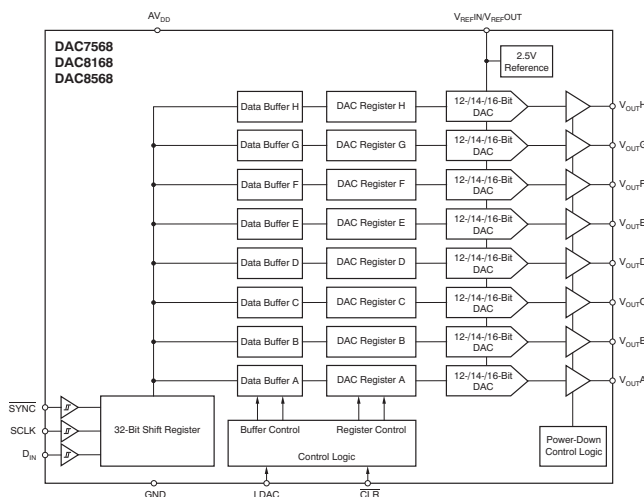 AVDD
VREFIN/VREFOUT
DAC7568
DAC8168
DAC8568
2.5V
Reference
Data Buffer H
DAC Register H
12-/14-/16-Bit
DAC
VOUTH
Data Buffer G
DAC Register G
12-/14-/16-Bit
DAC
VOUTG
Data Buffer F
DAC Register F
12-/14-/16-Bit
DAC
VOUTF
Data Buffer E
DAC Register E
12-/14-/16-Bit
DAC
VOUTE
Data Buffer D
DAC Register D
12-/14-/16-Bit
DAC
VOUTD
Data Buffer C
DAC Register C
12-/14-/16-Bit
DAC
VOUTC
Data Buffer B
DAC Register B
12-/14-/16-Bit
DAC
VOUTB
Data Buffer A
DAC Register A
12-/14-/16-Bit
DAC
VOUTA
SYNC
SCLK
DIN
32-Bit Shift Register
Buffer Control
Register Control
Control Logic
Power-Down
Control Logic
GND
LDAC
CLR